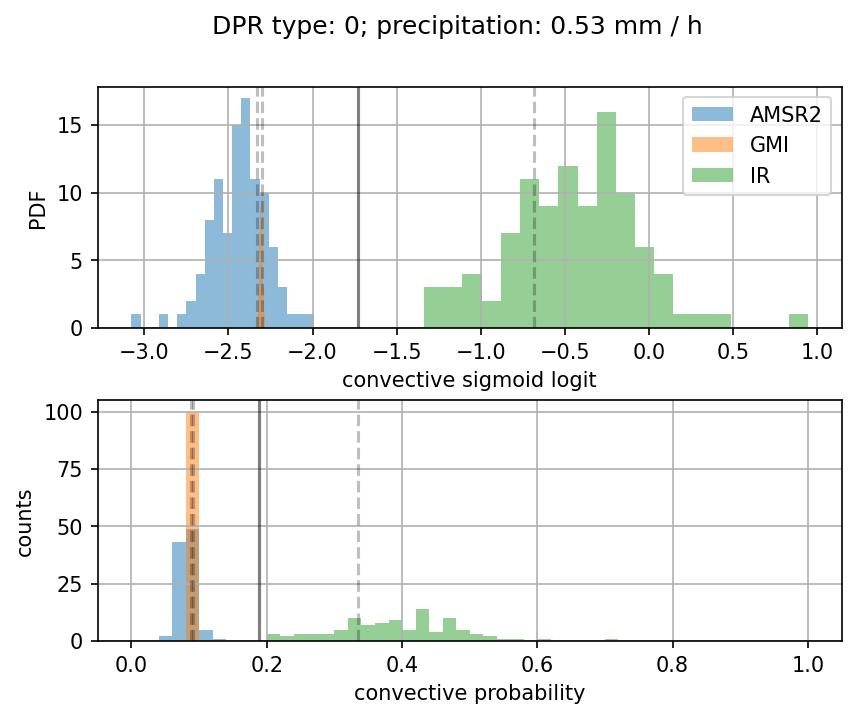 DPR type: 0; precipitation: 0.53 mm / h
15
10
5
0
PDF
AMSR2
GMI
IR
−3.0 −2.5 −2.0 −1.5 −1.0 −0.5 0.0 0.5 1.0
convective sigmoid logit
100
75
50
25
0
counts
0.0 0.2 0.4 0.6 0.8 1.0
convective probability